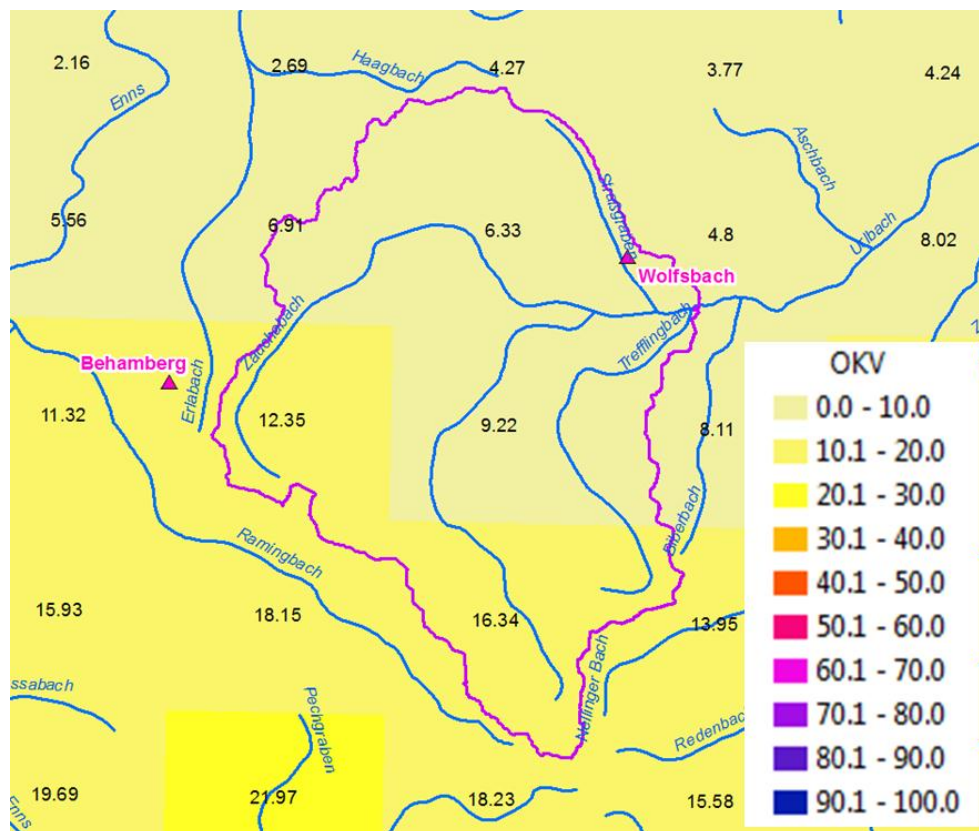 2.16
2.69
Haagbach
4.27
3.77
4.24
Enns
Aschbach
5.56
6.91
6.33
Straßgraben
4.8
8.02
Urlbach
Wolfsbach
Zauchabach
Trefflingbach
Behamberg
Erlabach
11.32
12.35
9.22
8.11
OKV
0.0 - 10.0
10.1 - 20.0
20.1 - 30.0
30.1 - 40.0
40.1 - 50.0
50.1 - 60.0
60.1 - 70.0
70.1 - 80.0
80.1 - 90.0
90.1 - 100.0
Biberbach
Ramingbach
15.93
18.15
16.34
13.95
Nellinger Bach
ssabach
Pechgraben
Redenbac
19.69
21.97
18.23
15.58
Enns